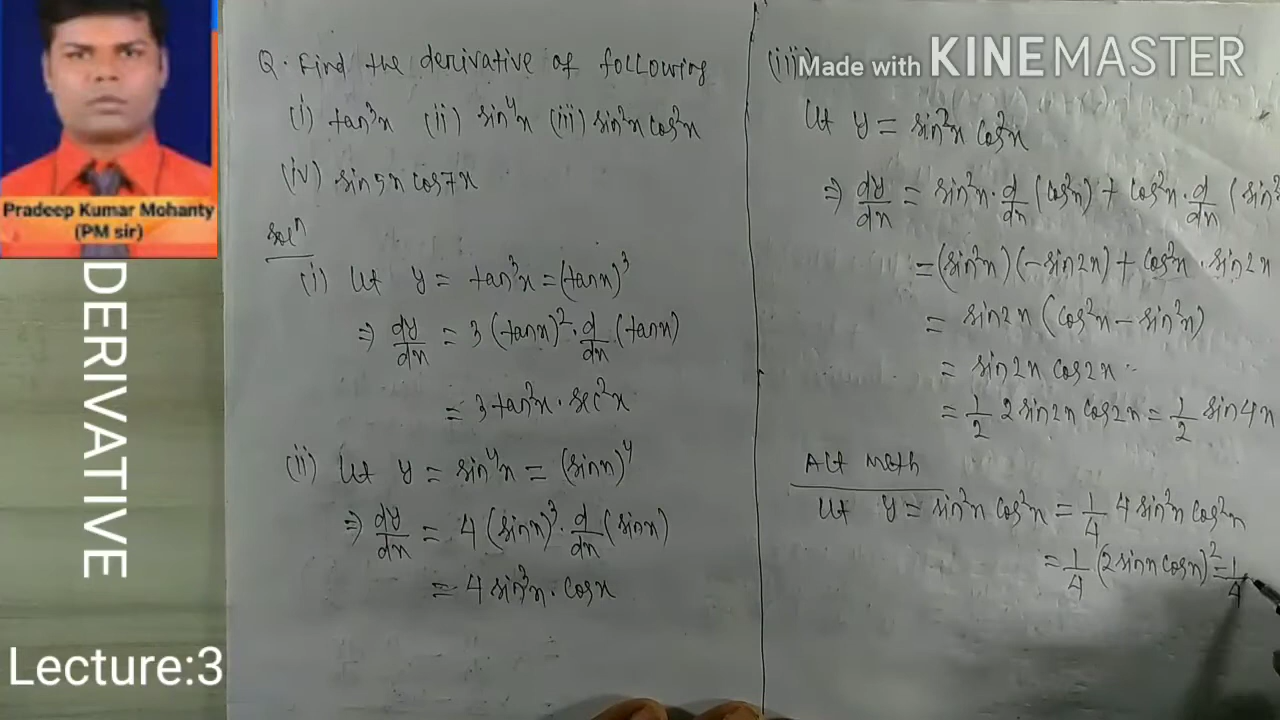 Pradeep Kumar Mohanty
(PM sir)
DERIVATIVE
Lecture:3
Q. Find the derivative of following
(i) tan³x (ii) sin⁴x (iii) sin²x cos²x
(iv) sin5x cos7x
Solⁿ
(i) Let y = tan³x = (tanx)³
⇒ dy/dx = 3 (tanx)² · d/dx (tanx)
= 3 tan²x · sec²x
(ii) Let y = sin⁴x = (sinx)⁴
⇒ dy/dx = 4 (sinx)³ · d/dx (sinx)
= 4 sin³x · cosx
Made with KINEMASTER
(iii)
Let y = sin²x cos²x
⇒ dy/dx = sin²x · d/dx (cos²x) + cos²x · d/dx (sin²
= (sin²x) (-sin2x) + cos²x · sin2x
= sin2x (cos²x - sin²x)
= sin2x cos2x
= 1/2 2 sin2x cos2x = 1/2 sin4x
Alt Meth
Let y = sin²x cos²x = 1/4 4 sin²x cos²x
= 1/4 (2 sinx cosx)² = 1/4